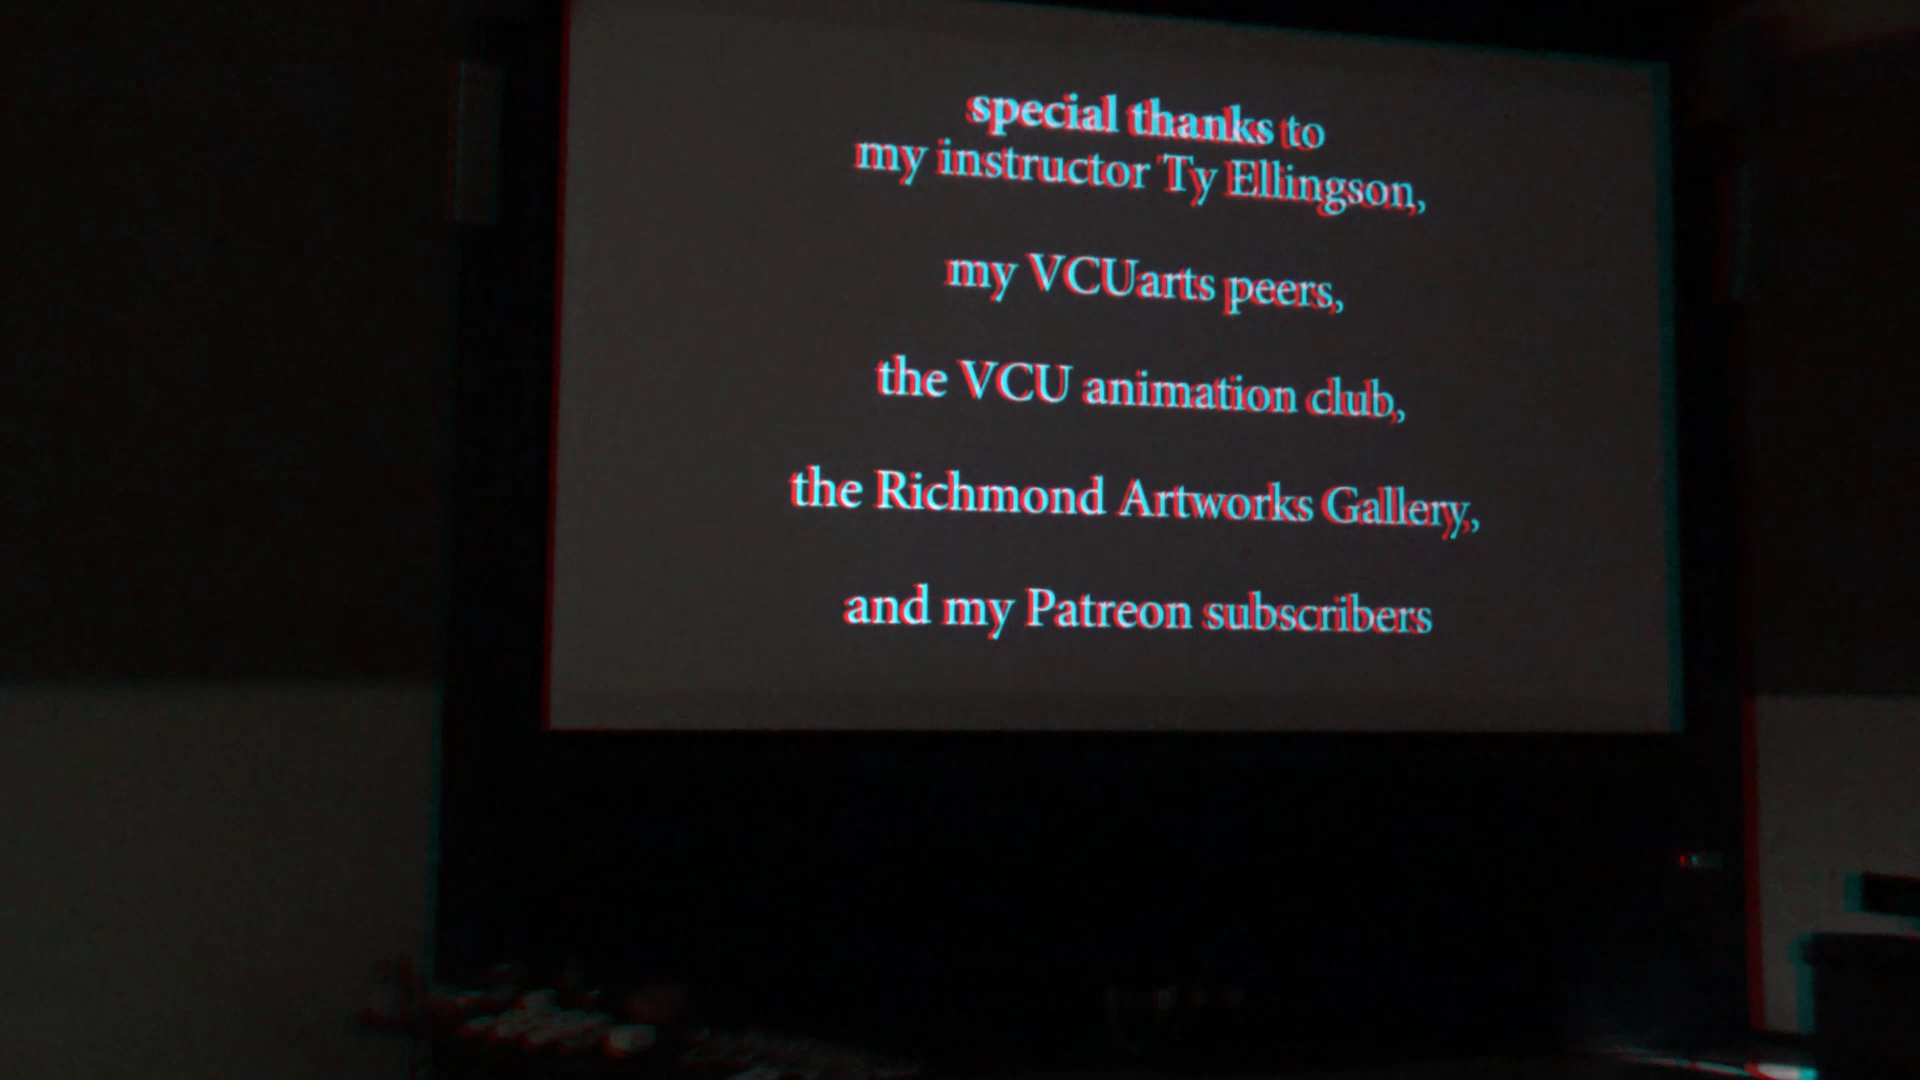 special thanks to
my instructor Ty Ellingson,
my VCUarts peers,
the VCU animation club,
the Richmond Artworks Gallery,
and my Patreon subscribers